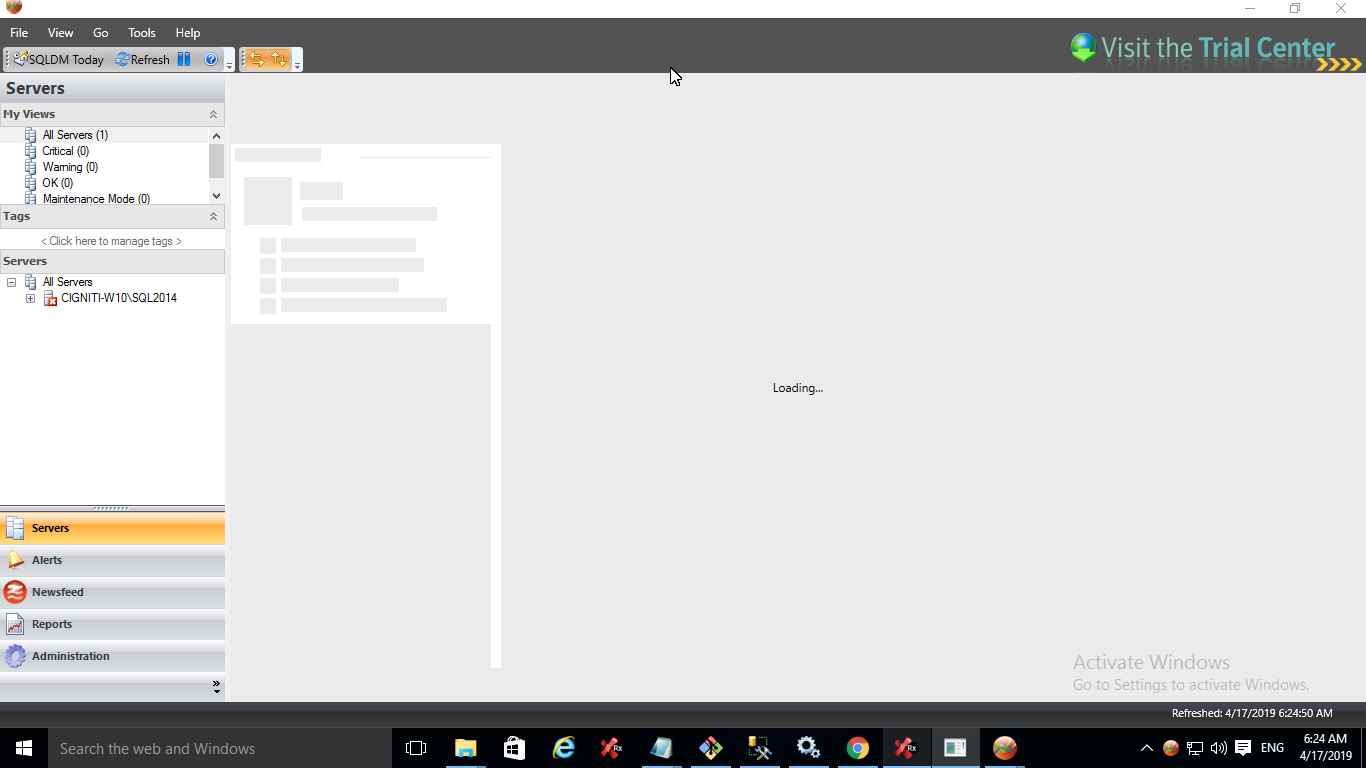 File View Go Tools Help
Visit the Trial Center
SQLDM Today Refresh
Servers
My Views
All Servers (1)
Critical (0)
Warning (0)
OK (0)
Maintenance Mode (0)
Tags
< Click here to manage tags >
Servers
All Servers
CIGNITI-W10\SQL2014
Loading...
Servers
Alerts
Newsfeed
Reports
Administration
Activate Windows
Go to Settings to activate Windows.
Refreshed: 4/17/2019 6:24:50 AM
Search the web and Windows
Rx
Rx
ENG
6:24 AM
4/17/2019